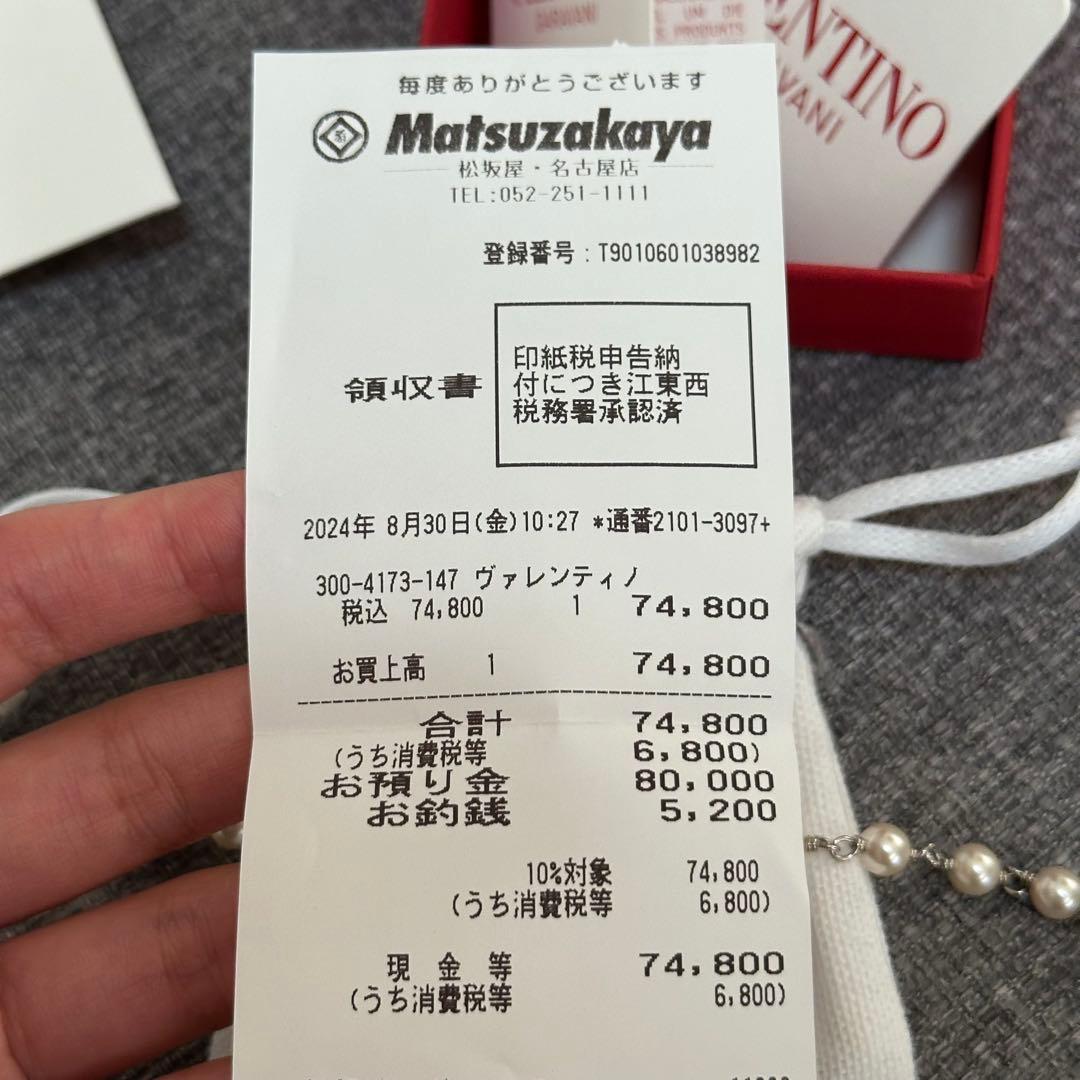 GARAVANI
UM DIE
PRODUCTS
ENTINO
VANI
毎度ありがとうございます
Matsuzakaya
松坂屋・名古屋店
TEL:052-251-1111
登録番号:T9010601038982
領収書
印紙税申告納
付につき江東西
税務署承認済
2024年 8月30日(金)10:27 *通番2101-3097+
300-4173-147 ヴァレンティノ
税込 74,800 1 74,800
お買上高 1 74,800
合計 74,800
(うち消費税等 6,800)
お預り金 80,000
お釣銭 5,200
10%対象 74,800
(うち消費税等 6,800)
現 金 等 74,800
(うち消費税等 6,800)